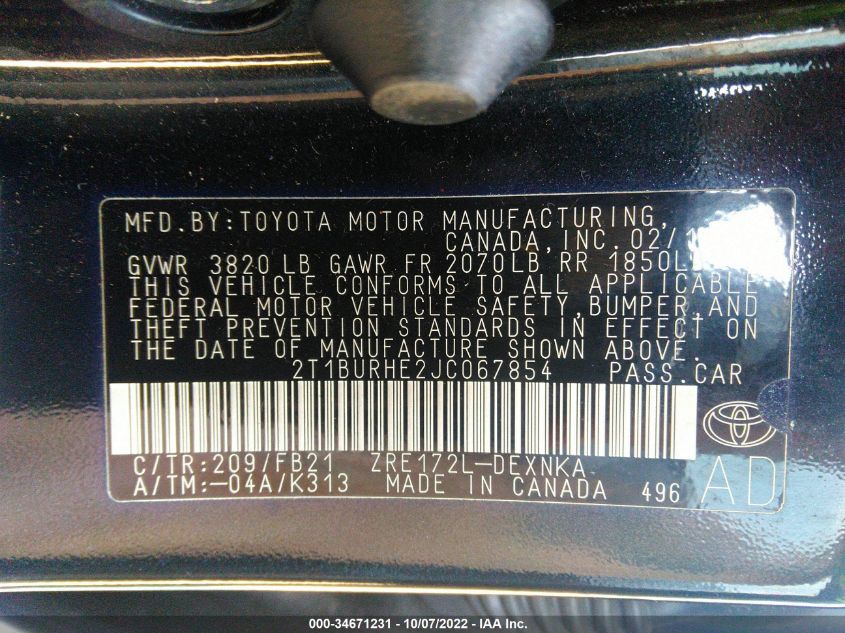 MFD.BY:TOYOTA MOTOR MANUFACTURING,
CANADA,INC.
GVWR 3820 LB GAWR FR 2070LB RR 1850L
THIS VEHICLE CONFORMS TO ALL APPLICABLE
FEDERAL MOTOR VEHICLE SAFETY,BUMPER,AND
THEFT PREVENTION STANDARDS IN EFFECT ON
THE DATE OF MANUFACTURE SHOWN ABOVE.
2T1BURHE2JC067854 PASS.CAR
C/TR:209/FB21 ZRE172L-DEXNKA
A/TM:-04A/K313 MADE IN CANADA 496 AD
000-34671231 - 10/07/2022 - IAA Inc.